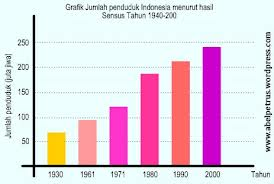 Grafik Jumlah penduduk Indonesia menurut hasil
Sensus Tahun 1940-200
Jumlah penduduk (juta jiwa)
250
200
150
100
50
0
1930 1961 1971 1980 1990 2000 Tahun
www.abelpetrus.wordpress.com